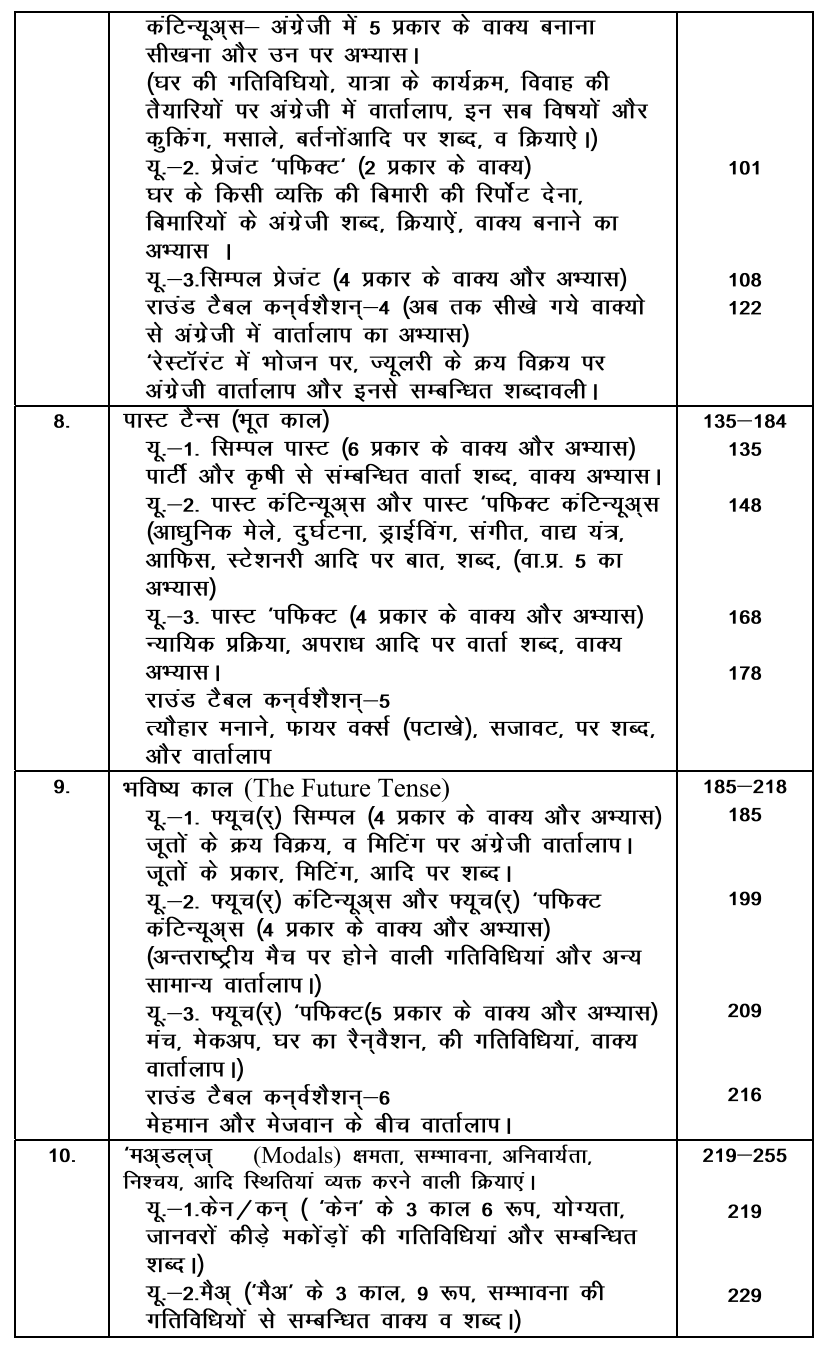 कंटिन्यूअ्स– अंग्रेजी में 5 प्रकार के वाक्य बनाना
सीखना और उन पर अभ्यास।
(घर की गतिविघियो, यात्रा के कार्यक्रम, विवाह की
तैयारियों पर अंग्रेजी में वार्तालाप, इन सब विषयों और
कुकिंग, मसाले, बर्तनोंआदि पर शब्द, व क्रियाऐ।)
यू.–2. प्रेजंट ‘पफिक्ट‘ (2 प्रकार के वाक्य) 101
घर के किसी व्यक्ति की बिमारी की रिर्पोट देना,
बिमारियों के अंग्रेजी शब्द, क्रियाऐं, वाक्य बनाने का
अभ्यास ।
यू.–3.सिम्पल प्रेजंट (4 प्रकार के वाक्य और अभ्यास) 108
राउंड टैबल कन्र्वशैशन्–4 (अब तक सीखे गये वाक्यो 122
से अंग्रेजी में वार्तालाप का अभ्यास)
‘रेस्टॉरंट में भोजन पर, ज्यूलरी के क्रय विक्रय पर
अंग्रेजी वार्तालाप और इनसे सम्बन्धित शब्दावली।
8. पास्ट टैन्स (भूत काल) 135–184
यू.–1. सिम्पल पास्ट (6 प्रकार के वाक्य और अभ्यास) 135
पार्टी और कृषी से संम्बन्धित वार्ता शब्द, वाक्य अभ्यास।
यू.–2. पास्ट कंटिन्यूअ्स और पास्ट ‘पफिक्ट कंटिन्यूअ्स 148
(आधुनिक मेले, दुर्घटना, ड्राईविंग, संगीत, वाद्य यंत्र,
आफिस, स्टेशनरी आदि पर बात, शब्द, (वा.प्र. 5 का
अभ्यास)
यू.–3. पास्ट ‘पफिक्ट (4 प्रकार के वाक्य और अभ्यास) 168
न्यायिक प्रक्रिया, अपराध आदि पर वार्ता शब्द, वाक्य
अभ्यास। 178
राउंड टैबल कन्र्वशैशन्–5
त्यौहार मनाने, फायर वर्क्स (पटाखे), सजावट, पर शब्द,
और वार्तालाप
9. भविष्य काल (The Future Tense) 185–218
यू.–1. फ्यूच(र्) सिम्पल (4 प्रकार के वाक्य और अभ्यास) 185
जूतों के क्रय विक्रय, व मिटिंग पर अंग्रेजी वार्तालाप।
जूतों के प्रकार, मिटिंग, आदि पर शब्द।
यू.–2. फ्यूच(र्) कंटिन्यूअ्स और फ्यूच(र्) ‘पफिक्ट 199
कंटिन्यूअ्स (4 प्रकार के वाक्य और अभ्यास)
(अन्तराष्ट्रीय मैच पर होने वाली गतिविधियां और अन्य
सामान्य वार्तालाप।)
यू.–3. फ्यूच(र्) ‘पफिक्ट(5 प्रकार के वाक्य और अभ्यास) 209
मंच, मेकअप, घर का रैन्वैशन, की गतिविधियां, वाक्य
वार्तालाप।)
राउंड टैबल कन्र्वशैशन्–6 216
मेहमान और मेजवान के बीच वार्तालाप।
10. ‘मअ्डल्ज् (Modals) क्षमता, सम्भावना, अनिवार्यता, 219–255
निश्चय, आदि स्थितियां व्यक्त करने वाली क्रियाएं।
यू.–1.केन/कन् ( ‘केन’ के 3 काल 6 रूप, योग्यता, 219
जानवरों कीड़े मकोंड़ों की गतिविधियां और सम्बन्धित
शब्द।)
यू.–2.मैअ् (‘मैअ‘ के 3 काल, 9 रूप, सम्भावना की 229
गतिविधियों से सम्बन्धित वाक्य व शब्द।)